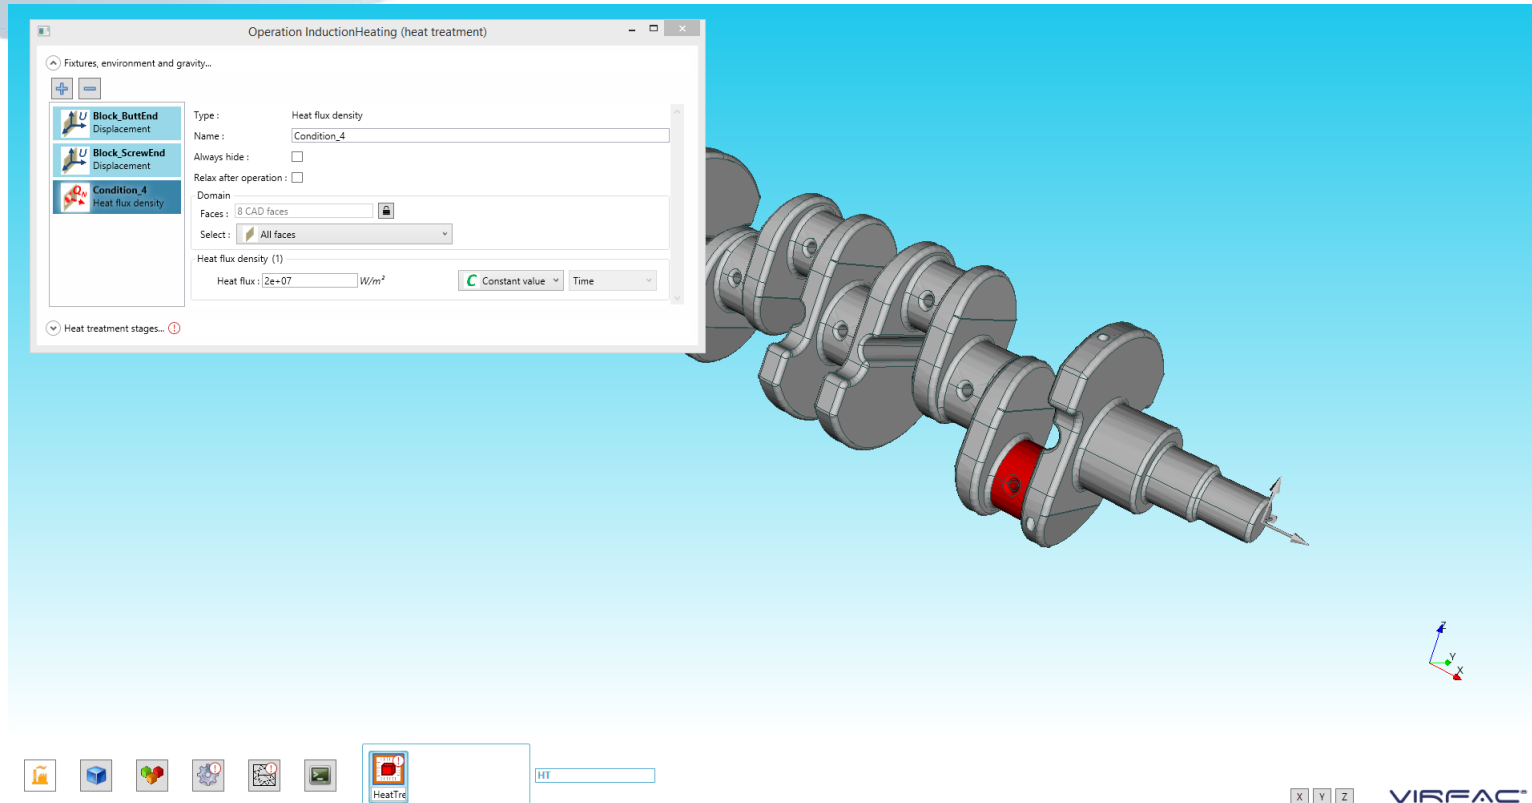 Operation InductionHeating (heat treatment)
Fixtures, environment and gravity...
Block_ButtEnd
Displacement
Block_ScrewEnd
Displacement
Condition_4
Heat flux density
Type : Heat flux density
Name : Condition_4
Always hide :
Relax after operation :
Domain
Faces : 8 CAD faces
Select : All faces
Heat flux density (1)
Heat flux : 2e+07 W/m² C Constant value Time
Heat treatment stages...
Z
Y
X
HT
HeatTre
X Y Z
VIRFAC